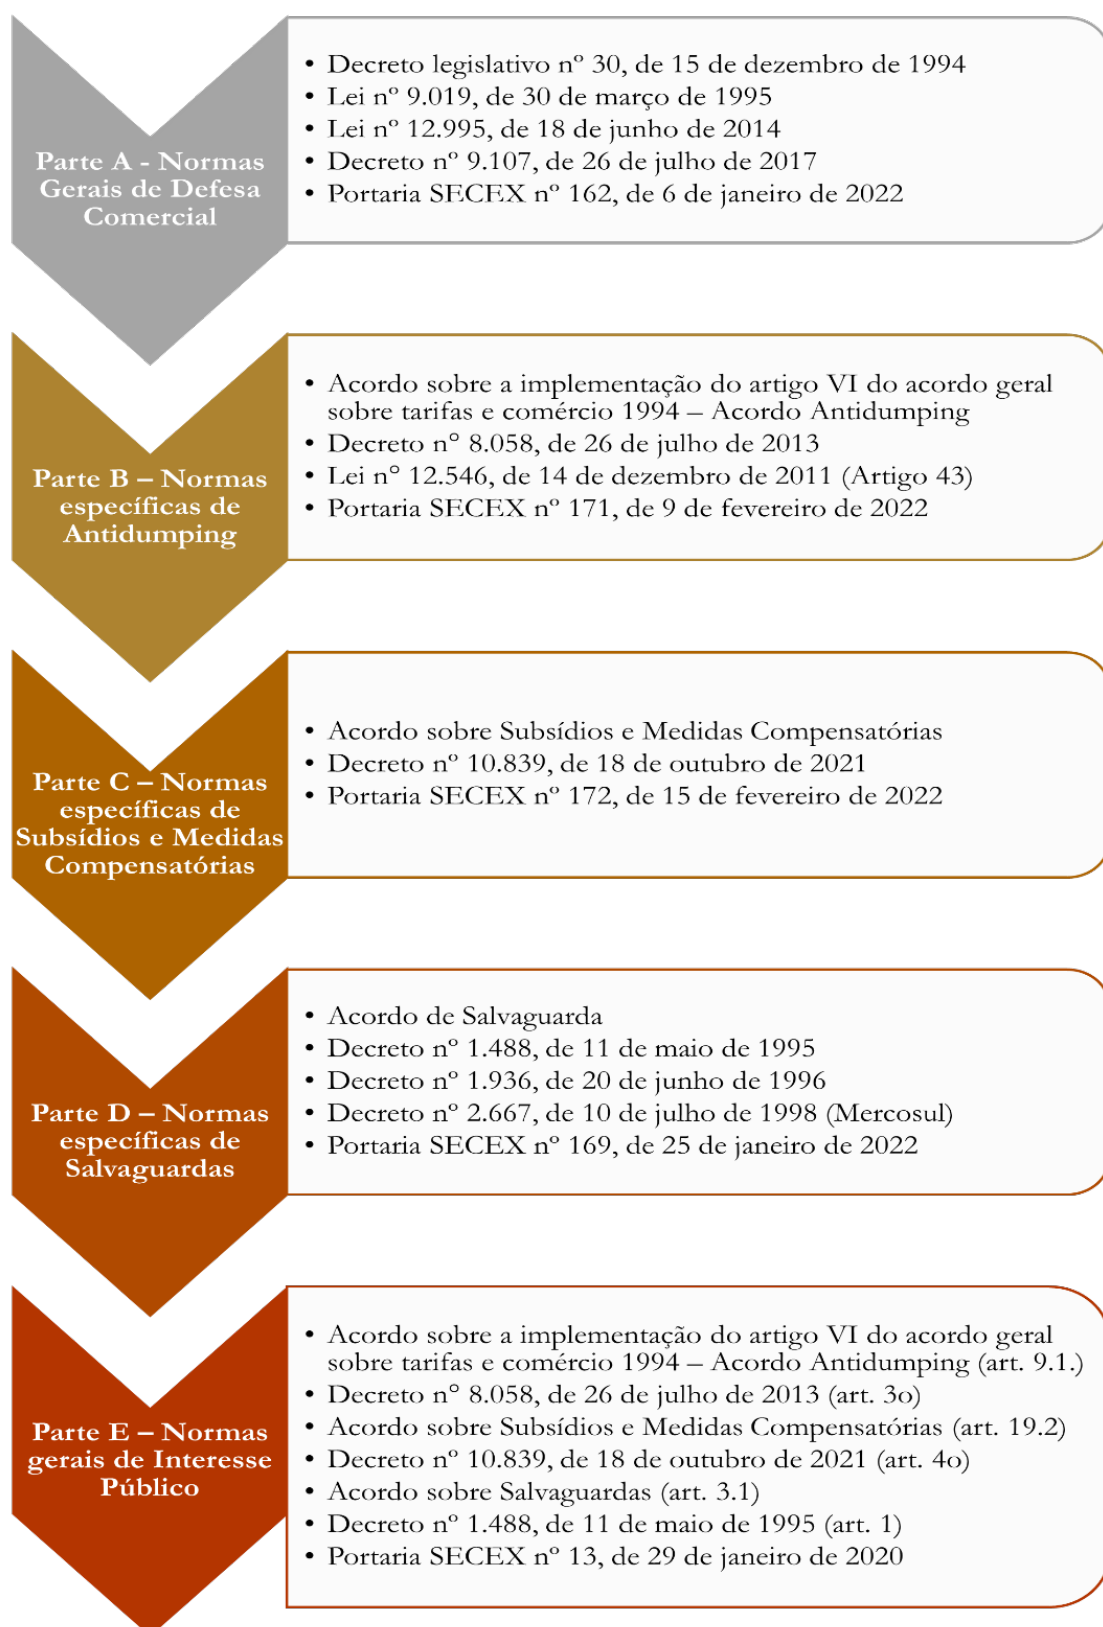 Parte A - Normas
Gerais de Defesa
Comercial
• Decreto legislativo nº 30, de 15 de dezembro de 1994
• Lei nº 9.019, de 30 de março de 1995
• Lei nº 12.995, de 18 de junho de 2014
• Decreto nº 9.107, de 26 de julho de 2017
• Portaria SECEX nº 162, de 6 de janeiro de 2022
Parte B – Normas
específicas de
Antidumping
• Acordo sobre a implementação do artigo VI do acordo geral
sobre tarifas e comércio 1994 – Acordo Antidumping
• Decreto n° 8.058, de 26 de julho de 2013
• Lei n° 12.546, de 14 de dezembro de 2011 (Artigo 43)
• Portaria SECEX nº 171, de 9 de fevereiro de 2022
Parte C – Normas
específicas de
Subsídios e Medidas
Compensatórias
• Acordo sobre Subsídios e Medidas Compensatórias
• Decreto nº 10.839, de 18 de outubro de 2021
• Portaria SECEX nº 172, de 15 de fevereiro de 2022
Parte D – Normas
específicas de
Salvaguardas
• Acordo de Salvaguarda
• Decreto nº 1.488, de 11 de maio de 1995
• Decreto nº 1.936, de 20 de junho de 1996
• Decreto nº 2.667, de 10 de julho de 1998 (Mercosul)
• Portaria SECEX nº 169, de 25 de janeiro de 2022
Parte E – Normas
gerais de Interesse
Público
• Acordo sobre a implementação do artigo VI do acordo geral
sobre tarifas e comércio 1994 – Acordo Antidumping (art. 9.1.)
• Decreto n° 8.058, de 26 de julho de 2013 (art. 3o)
• Acordo sobre Subsídios e Medidas Compensatórias (art. 19.2)
• Decreto nº 10.839, de 18 de outubro de 2021 (art. 4o)
• Acordo sobre Salvaguardas (art. 3.1)
• Decreto nº 1.488, de 11 de maio de 1995 (art. 1)
• Portaria SECEX nº 13, de 29 de janeiro de 2020